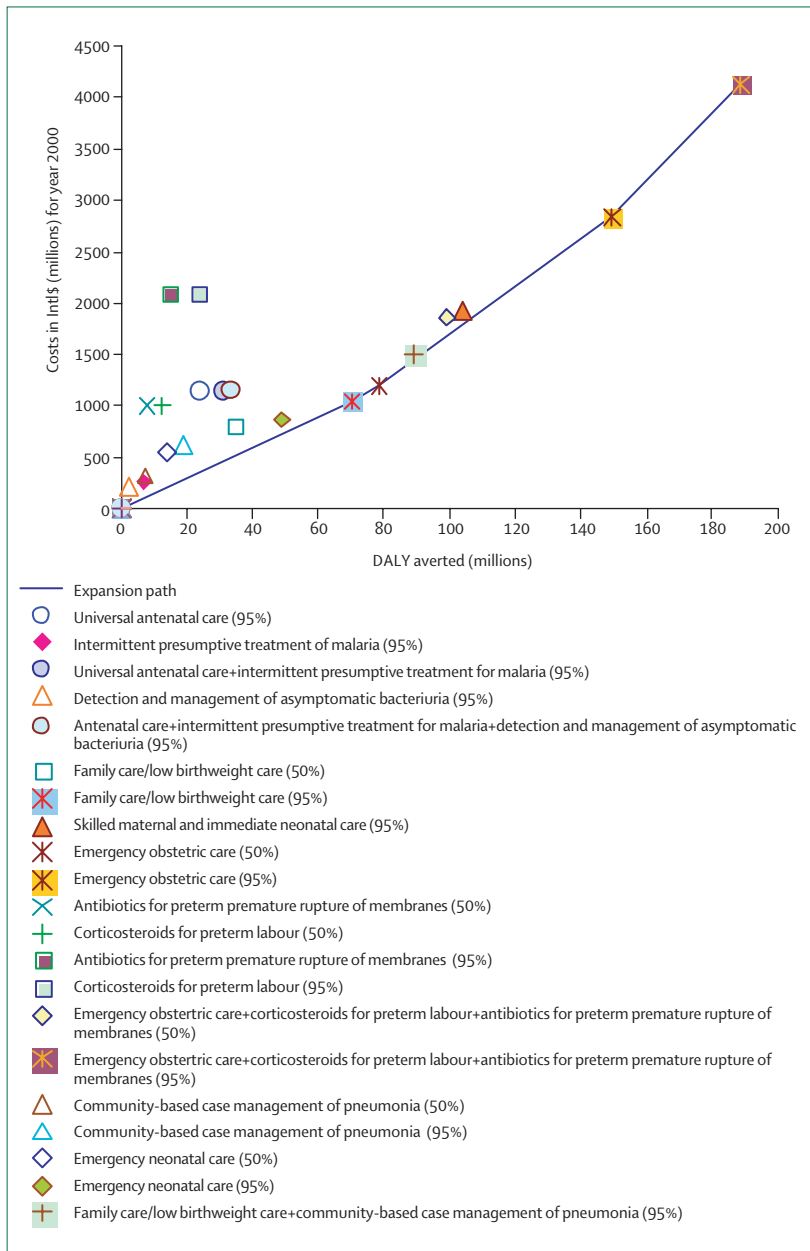 4500
4000
3500
3000
2500
2000
1500
1000
500
0
Costs in Intl$ (millions) for year 2000
0 20 40 60 80 100 120 140 160 180 200
DALY averted (millions)
Expansion path
Universal antenatal care (95%)
Intermittent presumptive treatment of malaria (95%)
Universal antenatal care+intermittent presumptive treatment for malaria (95%)
Detection and management of asymptomatic bacteriuria (95%)
Antenatal care+intermittent presumptive treatment for malaria+detection and management of asymptomatic
bacteriuria (95%)
Family care/low birthweight care (50%)
Family care/low birthweight care (95%)
Skilled maternal and immediate neonatal care (95%)
Emergency obstetric care (50%)
Emergency obstetric care (95%)
Antibiotics for preterm premature rupture of membranes (50%)
Corticosteroids for preterm labour (50%)
Antibiotics for preterm premature rupture of membranes (95%)
Corticosteroids for preterm labour (95%)
Emergency obstertric care+corticosteroids for preterm labour+antibiotics for preterm premature rupture of
membranes (50%)
Emergency obstertric care+corticosteroids for preterm labour+antibiotics for preterm premature rupture of
membranes (95%)
Community-based case management of pneumonia (50%)
Community-based case management of pneumonia (95%)
Emergency neonatal care (50%)
Emergency neonatal care (95%)
Family care/low birthweight care+community-based case management of pneumonia (95%)